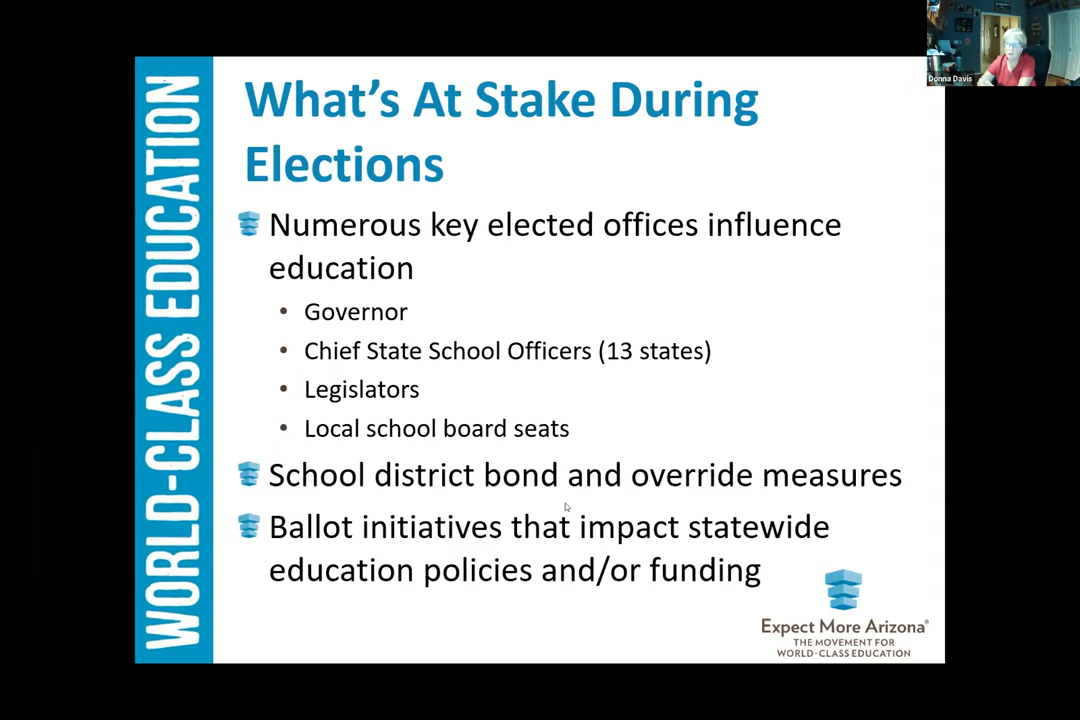 Donna Davis
WORLD-CLASS EDUCATION
What's At Stake During
Elections
Numerous key elected offices influence
education
• Governor
• Chief State School Officers (13 states)
• Legislators
• Local school board seats
School district bond and override measures
Ballot initiatives that impact statewide
education policies and/or funding
Expect More Arizona®
THE MOVEMENT FOR
WORLD-CLASS EDUCATION